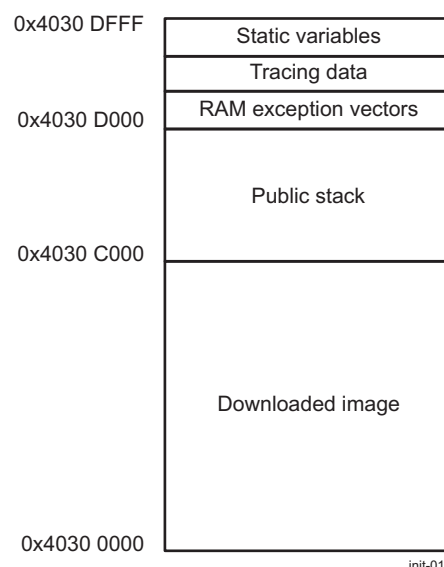 0x4030 DFFF
Static variables
Tracing data
RAM exception vectors
0x4030 D000
Public stack
0x4030 C000
Downloaded image
0x4030 0000
init-01